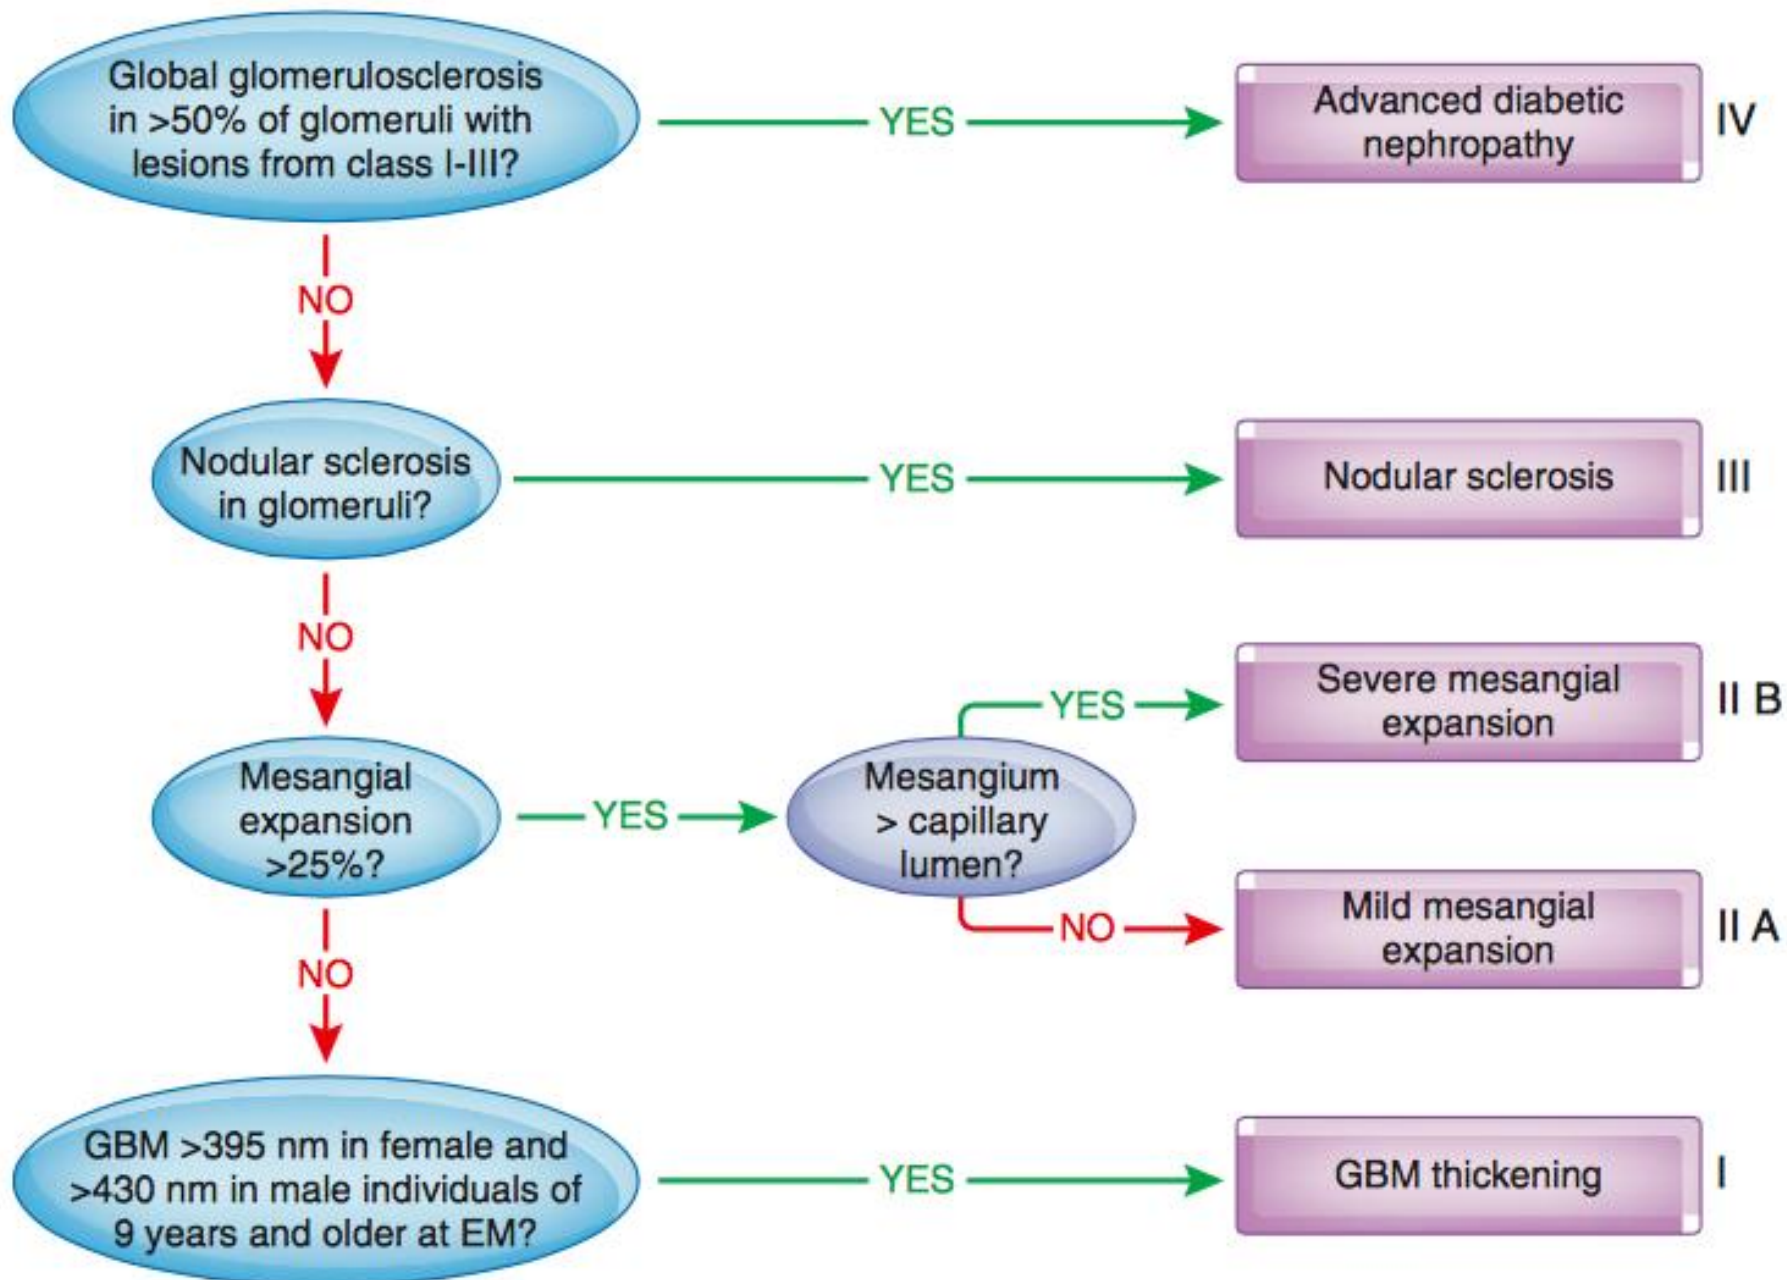 Global glomerulosclerosis
in >50% of glomeruli with
lesions from class I-III?
YES
Advanced diabetic
nephropathy
IV
NO
Nodular sclerosis
in glomeruli?
YES
Nodular sclerosis
III
NO
Mesangial
expansion
>25%?
YES
Mesangium
> capillary
lumen?
YES
Severe mesangial
expansion
II B
NO
Mild mesangial
expansion
II A
NO
GBM >395 nm in female and
>430 nm in male individuals of
9 years and older at EM?
YES
GBM thickening
I